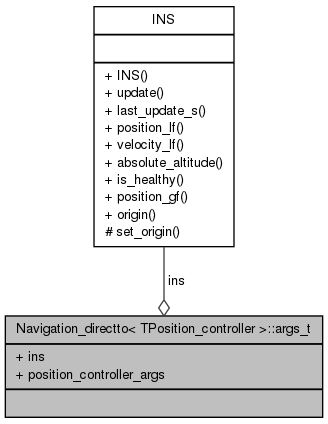 INS
+ INS()
+ update()
+ last_update_s()
+ position_lf()
+ velocity_lf()
+ absolute_altitude()
+ is_healthy()
+ position_gf()
+ origin()
# set_origin()
ins
Navigation_directto< TPosition_controller >::args_t
+ ins
+ position_controller_args